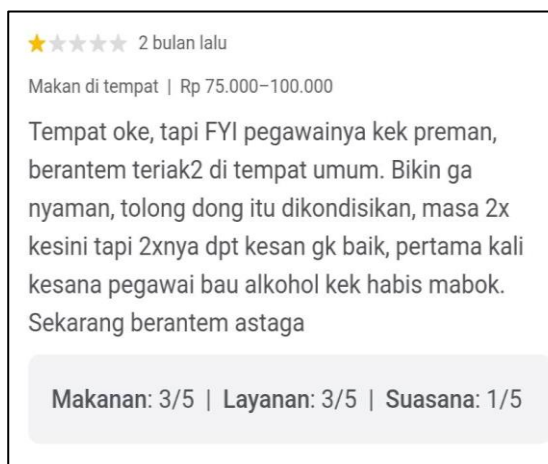 2 bulan lalu
Makan di tempat | Rp 75.000–100.000
Tempat oke, tapi FYI pegawainya kek preman,
berantem teriak2 di tempat umum. Bikin ga
nyaman, tolong dong itu dikondisikan, masa 2x
kesini tapi 2xnya dpt kesan gk baik, pertama kali
kesana pegawai bau alkohol kek habis mabok.
Sekarang berantem astaga
Makanan: 3/5 | Layanan: 3/5 | Suasana: 1/5